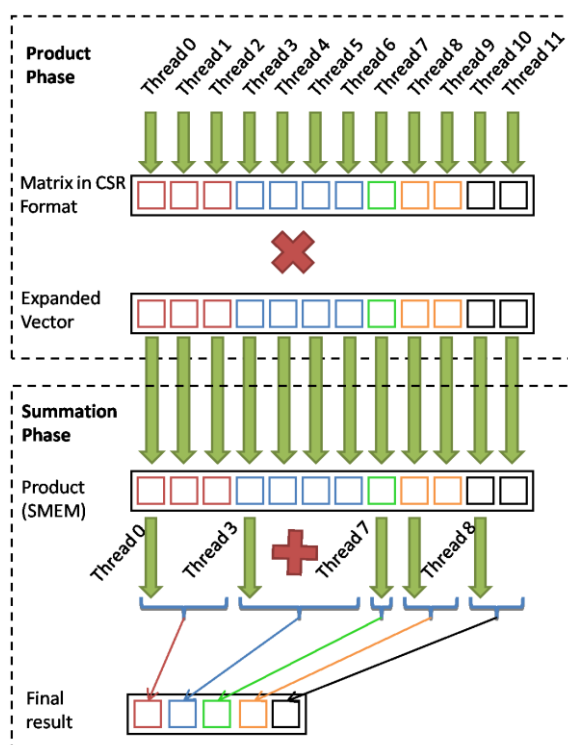 Product
Phase
Thread 0
Thread 1
Thread 2
Thread 3
Thread 4
Thread 5
Thread 6
Thread 7
Thread 8
Thread 9
Thread 10
Thread 11
Matrix in CSR
Format
Expanded
Vector
Summation
Phase
Product
(SMEM)
Thread 0
Thread 3
Thread 7
Thread 8
Final
result